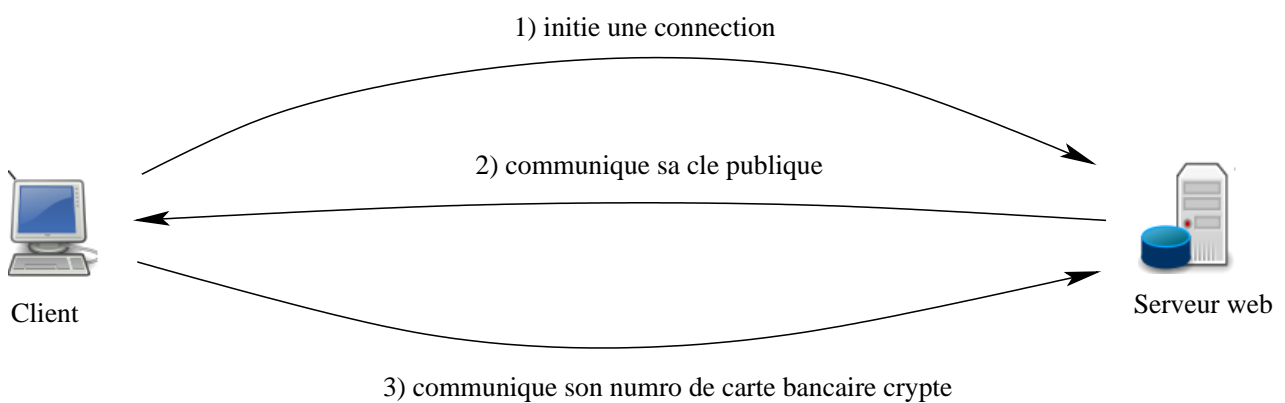 1) initie une connection
2) communique sa cle publique
Client
Serveur web
3) communique son numro de carte bancaire crypte